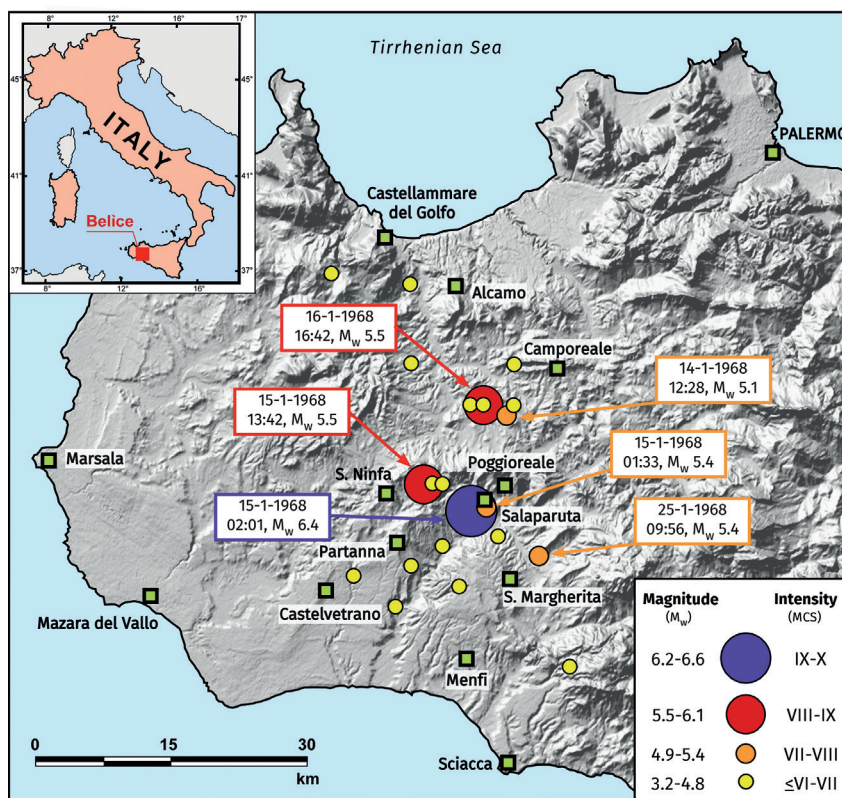 8°
12°
16°
17°
45°
45°
41°
41°
37°
37°
8°
12°
16°
ITALY
Belice
Tirrhenian Sea
PALERMO
Castellammare
del Golfo
Alcamo
16-1-1968
16:42, Mw 5.5
Camporeale
14-1-1968
12:28, Mw 5.1
15-1-1968
13:42, Mw 5.5
15-1-1968
01:33, Mw 5.4
Marsala
S. Ninfa
Poggioreale
15-1-1968
02:01, Mw 6.4
Salaparuta
25-1-1968
09:56, Mw 5.4
Partanna
Castelvetrano
S. Margherita
Mazara del Vallo
Menfi
Sciacca
Magnitude Intensity
(Mw) (MCS)
6.2-6.6 IX-X
5.5-6.1 VIII-IX
4.9-5.4 VII-VIII
3.2-4.8 ≤VI-VII
0 15 30
km